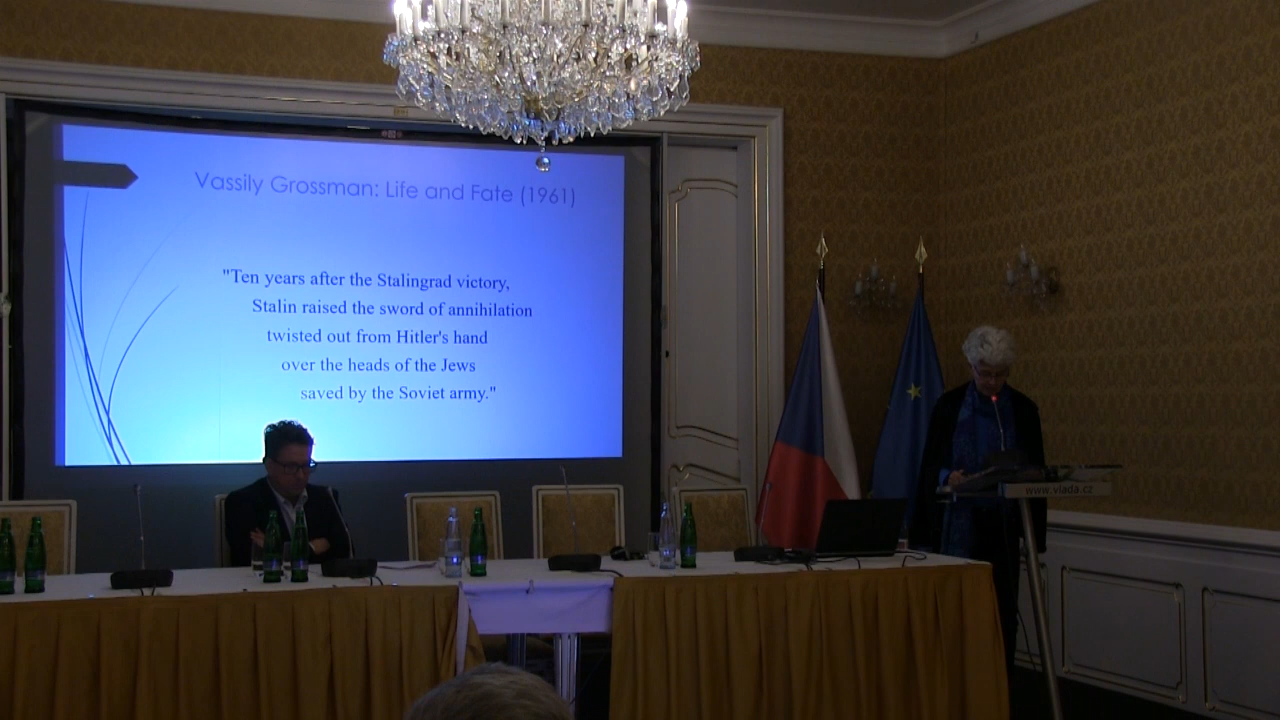 Vassily Grossman: Life and Fate (1961)
"Ten years after the Stalingrad victory,
Stalin raised the sword of annihilation
twisted out from Hitler's hand
over the heads of the Jews
saved by the Soviet army."
www.vlada.cz